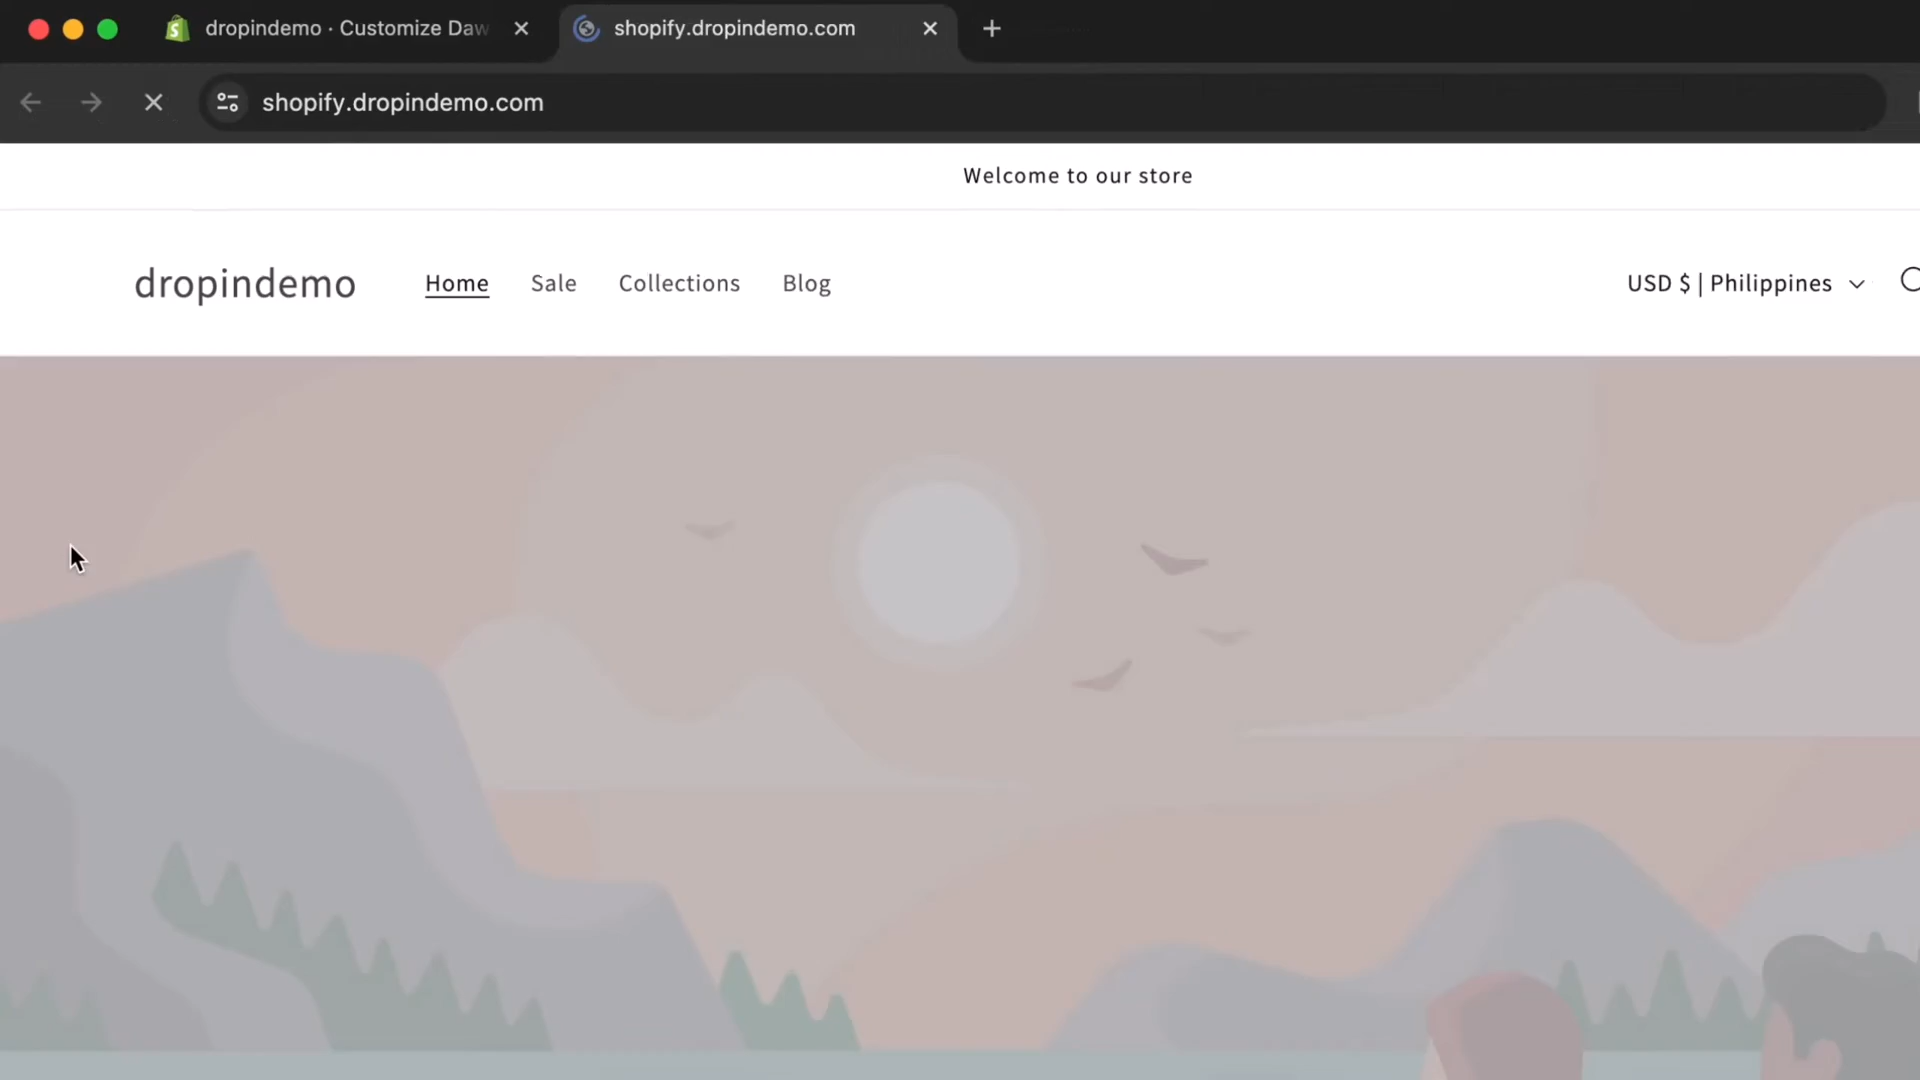 dropindemo · Customize Daw
shopify.dropindemo.com
shopify.dropindemo.com
Welcome to our store
dropindemo
Home Sale Collections Blog
USD $ | Philippines